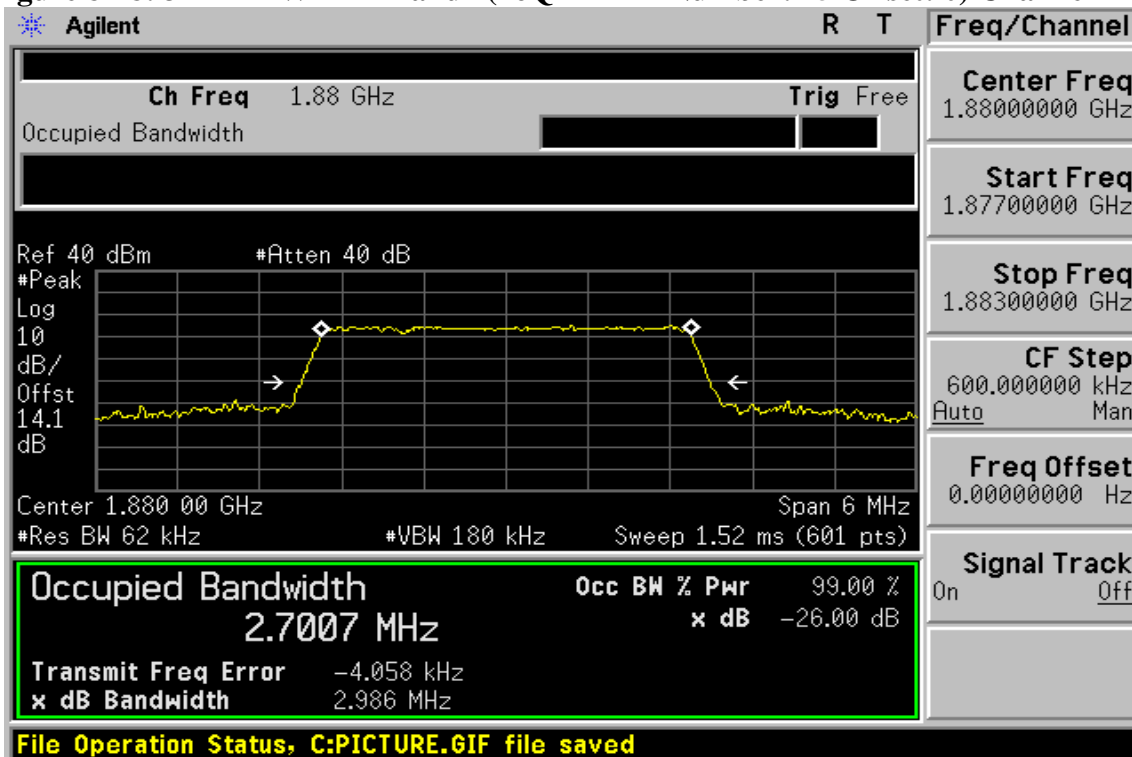 Agilent R T Freq/Channel
Ch Freq 1.88 GHz Trig Free
Occupied Bandwidth
Center Freq
1.88000000 GHz
Start Freq
1.87700000 GHz
Stop Freq
1.88300000 GHz
CF Step
600.000000 kHz
Auto Man
Freq Offset
0.00000000 Hz
Signal Track
On Off
Ref 40 dBm #Atten 40 dB
#Peak
Log
10
dB/
Offst
14.1
dB
Center 1.880 00 GHz Span 6 MHz
#Res BW 62 kHz #VBW 180 kHz Sweep 1.52 ms (601 pts)
Occupied Bandwidth Occ BW % Pwr 99.00 %
2.7007 MHz x dB -26.00 dB
Transmit Freq Error -4.058 kHz
x dB Bandwidth 2.986 MHz
File Operation Status, C:PICTURE.GIF file saved